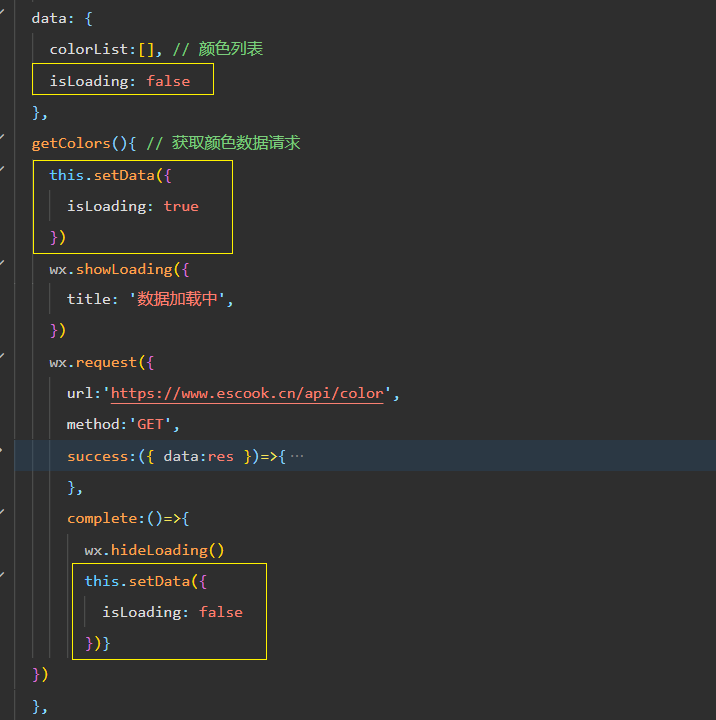 data: {
colorList:[], // 颜色列表
isLoading: false
},
getColors(){ // 获取颜色数据请求
this.setData({
isLoading: true
})
wx.showLoading({
title: '数据加载中',
})
wx.request({
url:'https://www.escook.cn/api/color',
method:'GET',
success:({ data:res })=>{ ···
},
complete:()=>{
wx.hideLoading()
this.setData({
isLoading: false
})}
})
},